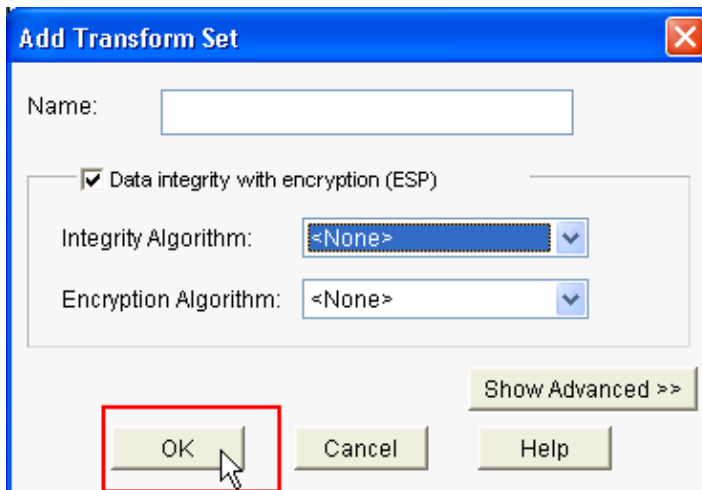 Add Transform Set
Name:
Data integrity with encryption (ESP)
Integrity Algorithm: <None>
Encryption Algorithm: <None>
Show Advanced >>
OK Cancel Help